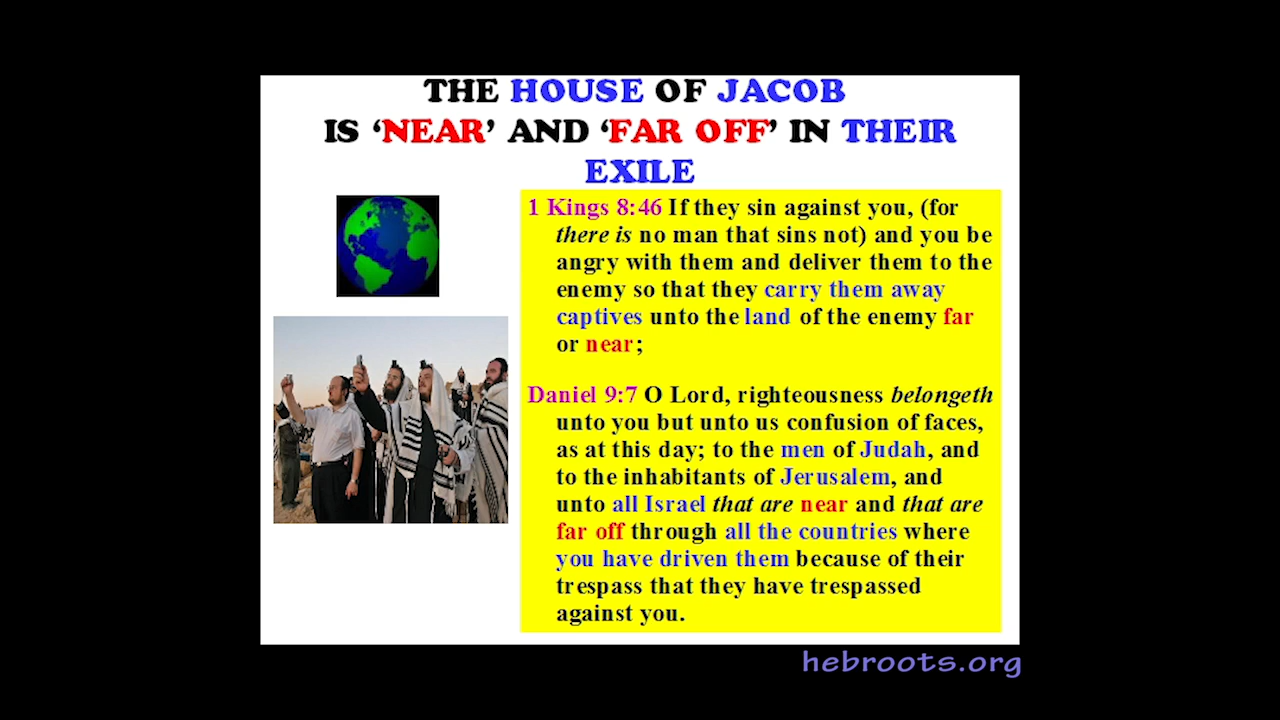 THE HOUSE OF JACOB
IS ‘NEAR’ AND ‘FAR OFF’ IN THEIR
EXILE
1 Kings 8:46 If they sin against you, (for
there is no man that sins not) and you be
angry with them and deliver them to the
enemy so that they carry them away
captives unto the land of the enemy far
or near;
Daniel 9:7 O Lord, righteousness belongeth
unto you but unto us confusion of faces,
as at this day; to the men of Judah, and
to the inhabitants of Jerusalem, and
unto all Israel that are near and that are
far off through all the countries where
you have driven them because of their
trespass that they have trespassed
against you.
hebroots.org